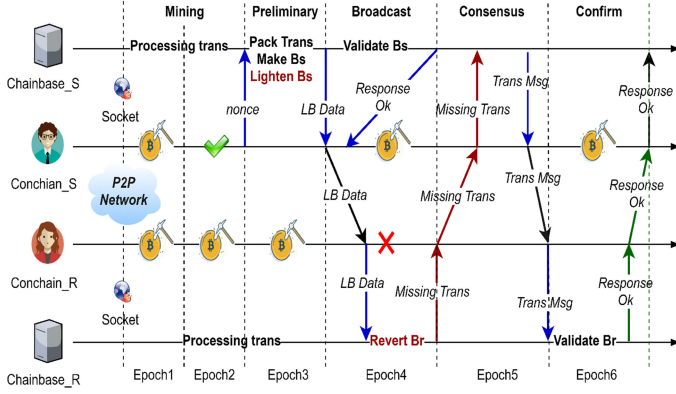 Mining Preliminary Broadcast Consensus Confirm
Processing trans
Pack Trans
Make Bs
Lighten Bs
Validate Bs
Chainbase_S
Socket
nonce
LB Data
Response
Ok
Missing Trans
Trans Msg
Response
Ok
Conchian_S
P2P
Network
LB Data
Missing Trans
Trans Msg
Response
Ok
Conchain_R
Socket
LB Data
Missing Trans
Trans Msg
Response
Ok
Processing trans
Revert Br
Validate Br
Chainbase_R
Epoch1 Epoch2 Epoch3 Epoch4 Epoch5 Epoch6